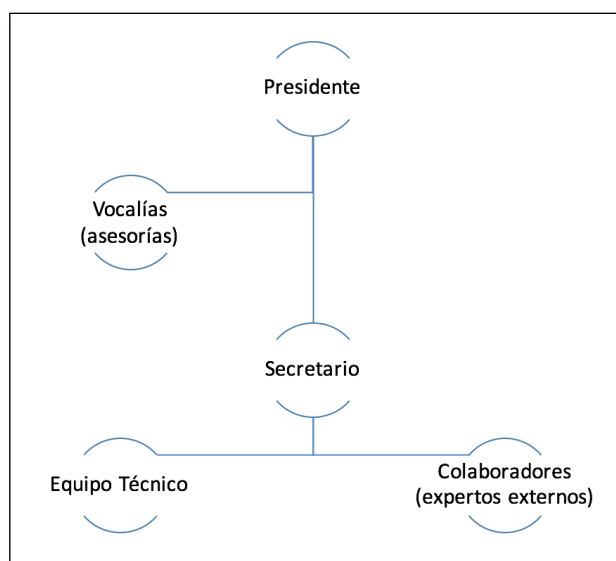 Presidente
Vocalías
(asesorías)
Secretario
Equipo Técnico
Colaboradores
(expertos externos)